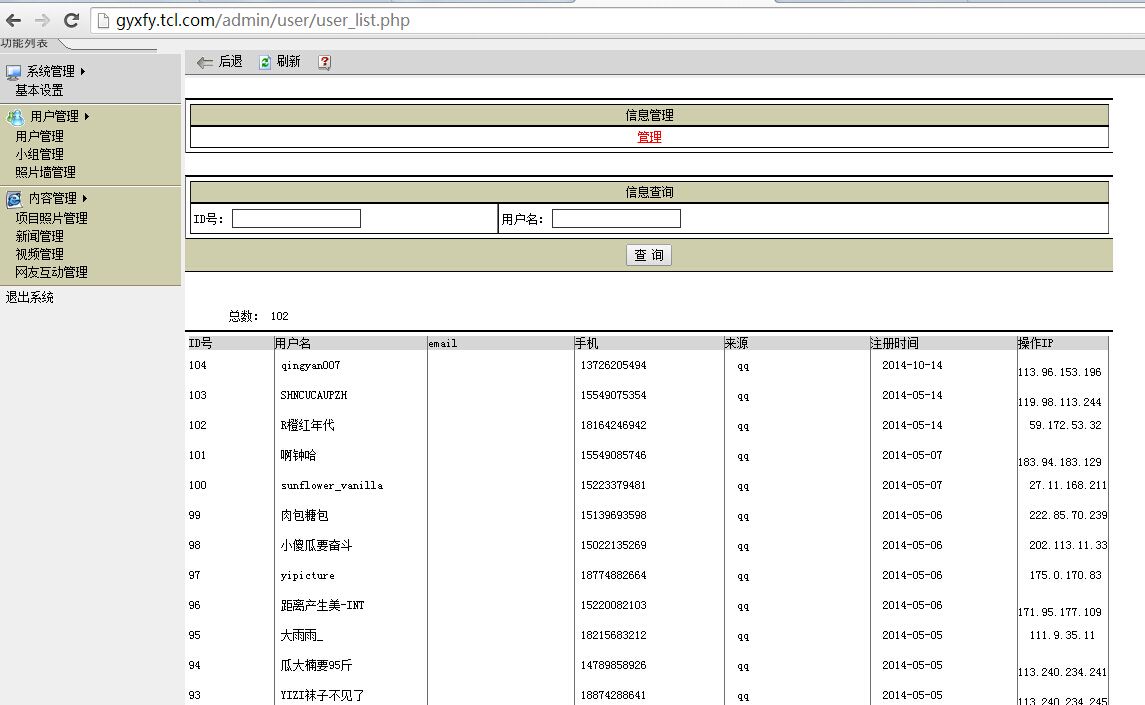 gyxfy.tcl.com/admin/user/user_list.php
功能列表
后退 刷新
系统管理
基本设置
用户管理
用户管理
小组管理
照片墙管理
内容管理
项目照片管理
新闻管理
视频管理
网友互动管理
退出系统
信息管理
管理
信息查询
ID号： 用户名：
查 询
总数： 102
ID号 用户名 email 手机 来源 注册时间 操作IP
104 qingyan007 13726205494 qq 2014-10-14 113.96.153.196
103 SHNCUCAUPZH 15549075354 qq 2014-05-14 119.98.113.244
102 R橙红年代 18164246942 qq 2014-05-14 59.172.53.32
101 啊钟哈 15549085746 qq 2014-05-07 183.94.183.129
100 sunflower_vanilla 15223379481 qq 2014-05-07 27.11.168.211
99 肉包糖包 15139693598 qq 2014-05-06 222.85.70.239
98 小傻瓜要奋斗 15022135269 qq 2014-05-06 202.113.11.33
97 yipicture 18774882664 qq 2014-05-06 175.0.170.83
96 距离产生美-INT 15220082103 qq 2014-05-06 171.95.177.109
95 大雨雨_ 18215683212 qq 2014-05-05 111.9.35.11
94 瓜大楠要95斤 14789858926 qq 2014-05-05 113.240.234.241
93 YIZI袜子不见了 18874288641 qq 2014-05-05 113.240.234.245